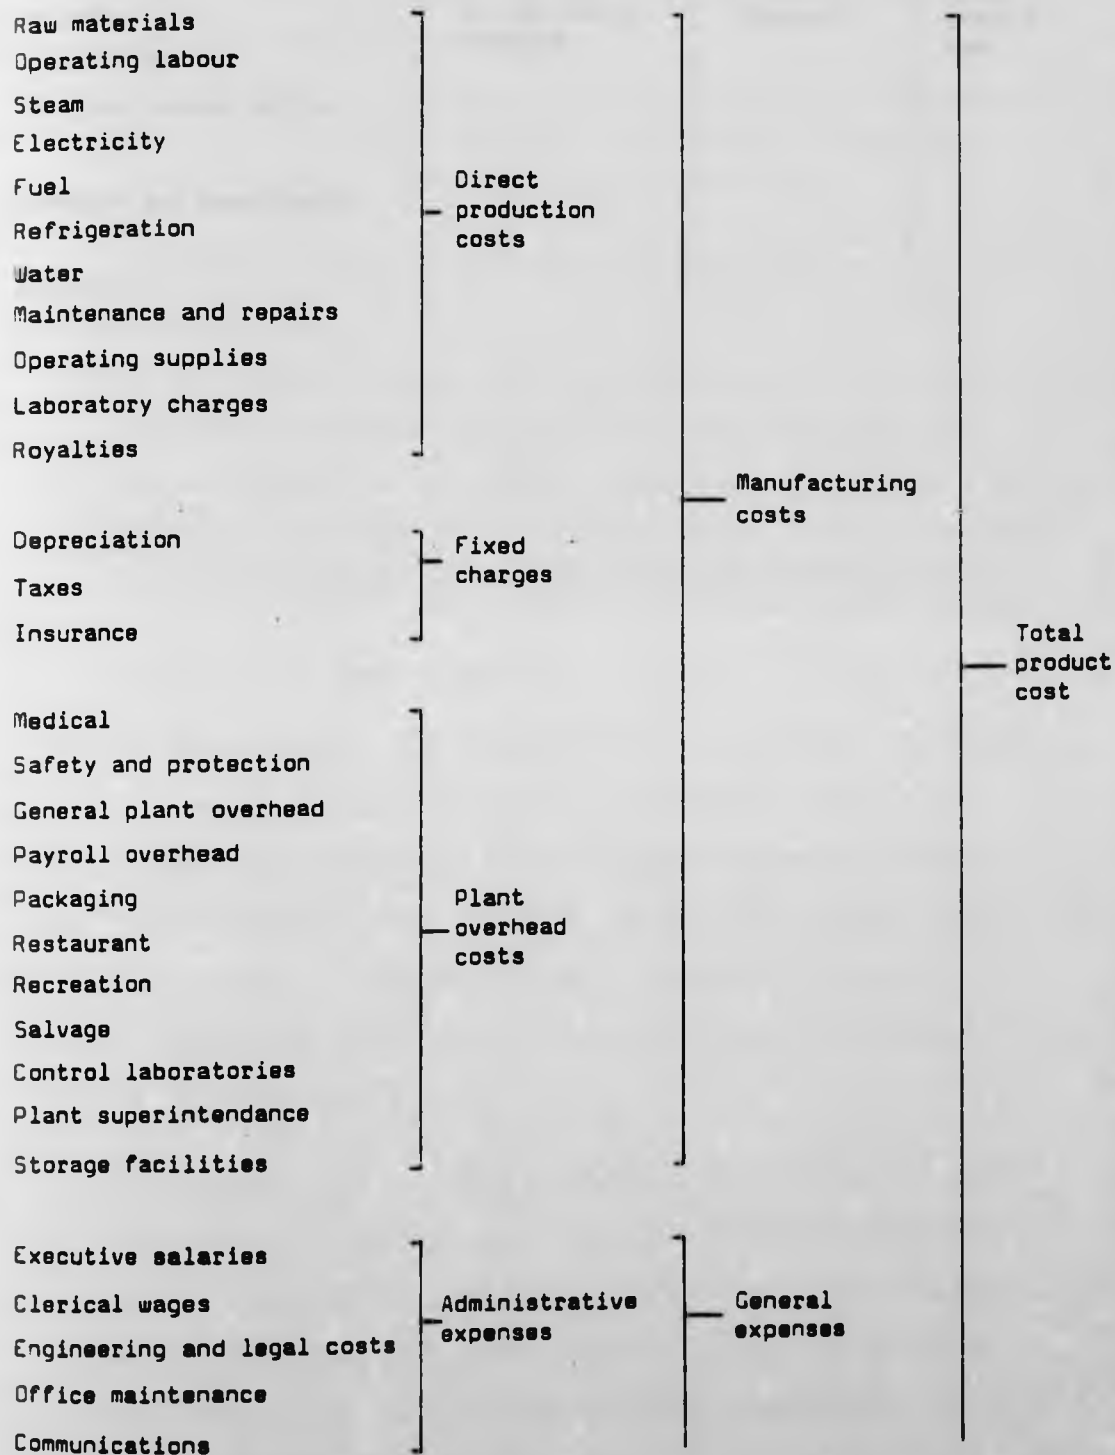 Raw materials
Operating labour
Steam
Electricity
Fuel
Refrigeration
Water
Maintenance and repairs
Operating supplies
Laboratory charges
Royalties
Direct
production
costs
Depreciation
Taxes
Insurance
Fixed
charges
Medical
Safety and protection
General plant overhead
Payroll overhead
Packaging
Restaurant
Recreation
Salvage
Control laboratories
Plant superintendance
Storage facilities
Plant
overhead
costs
Manufacturing
costs
Executive salaries
Clerical wages
Engineering and legal costs
Office maintenance
Communications
Administrative
expenses
General
expenses
Total
product
cost